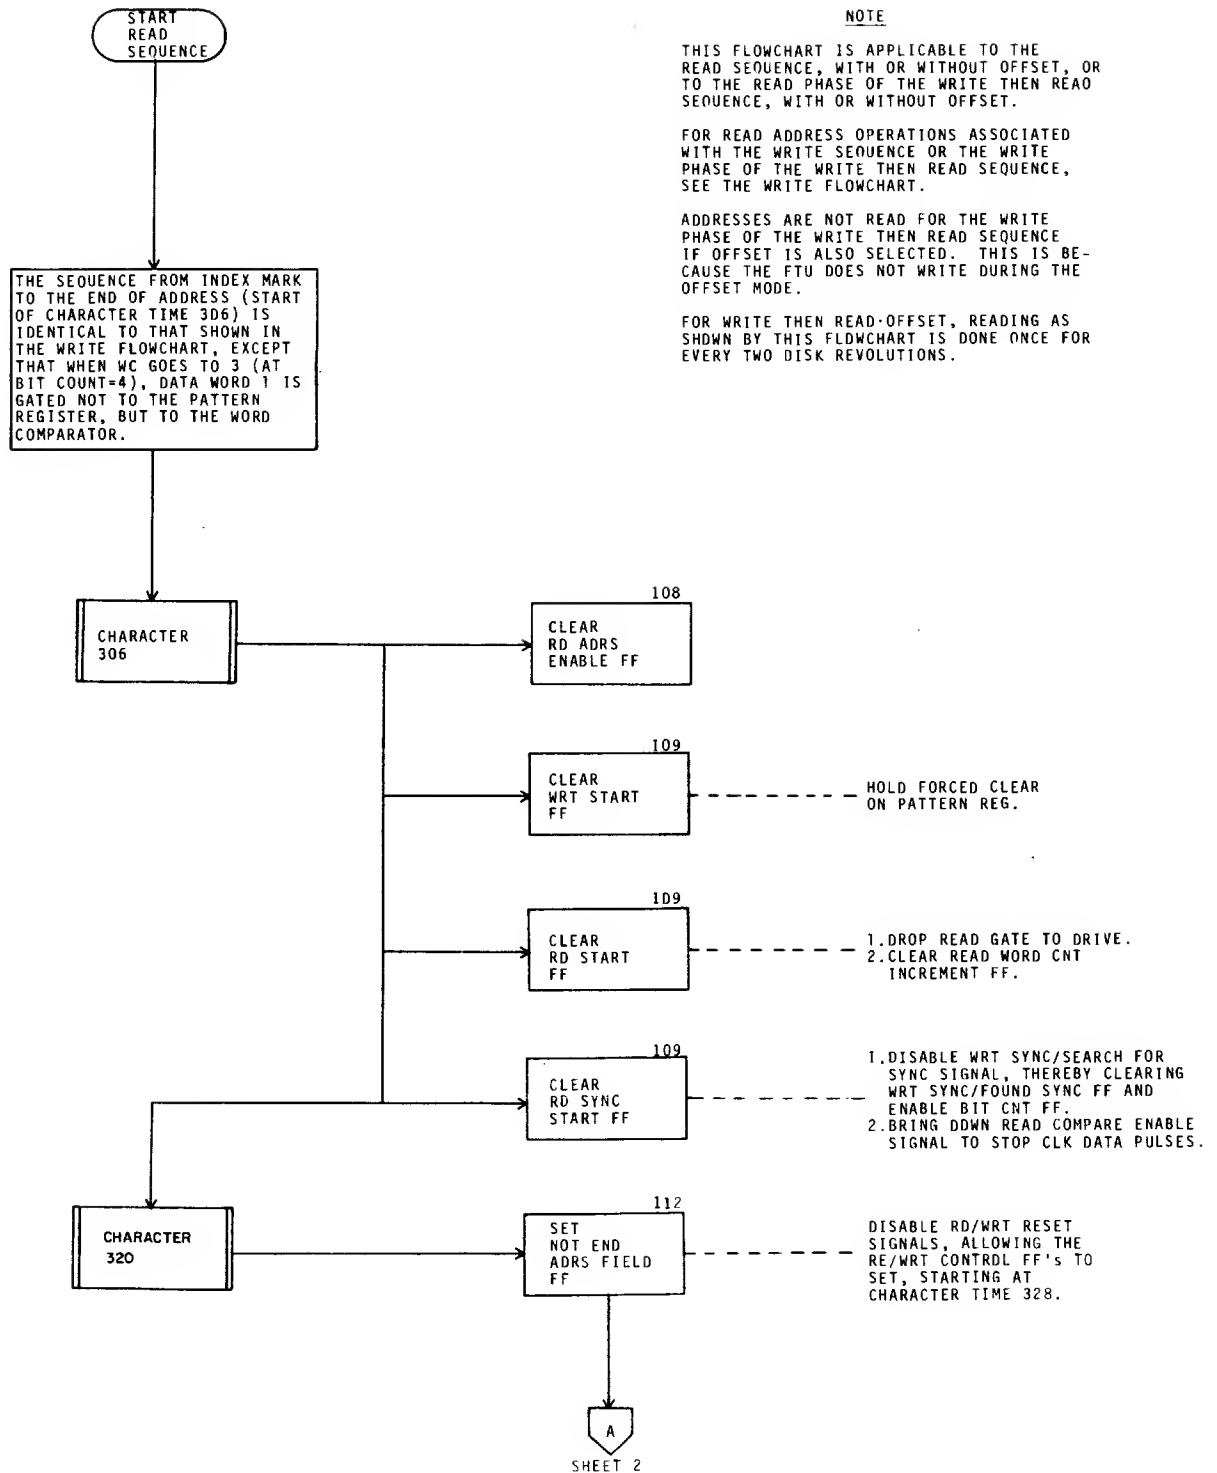 START
READ
SEQUENCE
NOTE
THIS FLOWCHART IS APPLICABLE TO THE
READ SEQUENCE, WITH OR WITHOUT OFFSET, OR
TO THE READ PHASE OF THE WRITE THEN READ
SEQUENCE, WITH OR WITHOUT OFFSET.
FOR READ ADDRESS OPERATIONS ASSOCIATED
WITH THE WRITE SEQUENCE OR THE WRITE
PHASE OF THE WRITE THEN READ SEQUENCE,
SEE THE WRITE FLOWCHART.
ADDRESSES ARE NOT READ FOR THE WRITE
PHASE OF THE WRITE THEN READ SEQUENCE
IF OFFSET IS ALSO SELECTED. THIS IS BE-
CAUSE THE FTU DOES NOT WRITE DURING THE
OFFSET MODE.
FOR WRITE THEN READ·OFFSET, READING AS
SHOWN BY THIS FLOWCHART IS DONE ONCE FOR
EVERY TWO DISK REVOLUTIONS.
THE SEQUENCE FROM INDEX MARK
TO THE END OF ADDRESS (START
OF CHARACTER TIME 306) IS
IDENTICAL TO THAT SHOWN IN
THE WRITE FLOWCHART, EXCEPT
THAT WHEN WC GOES TO 3 (AT
BIT COUNT=4), DATA WORD 1 IS
GATED NOT TO THE PATTERN
REGISTER, BUT TO THE WORD
COMPARATOR.
CHARACTER
306
108
CLEAR
RD ADRS
ENABLE FF
109
CLEAR
WRT START
FF
HOLD FORCED CLEAR
ON PATTERN REG.
109
CLEAR
RD START
FF
1.DROP READ GATE TO DRIVE.
2.CLEAR READ WORD CNT
INCREMENT FF.
109
CLEAR
RD SYNC
START FF
1.DISABLE WRT SYNC/SEARCH FOR
SYNC SIGNAL, THEREBY CLEARING
WRT SYNC/FOUND SYNC FF AND
ENABLE BIT CNT FF.
2.BRING DOWN READ COMPARE ENABLE
SIGNAL TO STOP CLK DATA PULSES.
CHARACTER
320
112
SET
NOT END
ADRS FIELD
FF
DISABLE RD/WRT RESET
SIGNALS, ALLOWING THE
RE/WRT CONTROL FF's TO
SET, STARTING AT
CHARACTER TIME 328.
A
SHEET 2